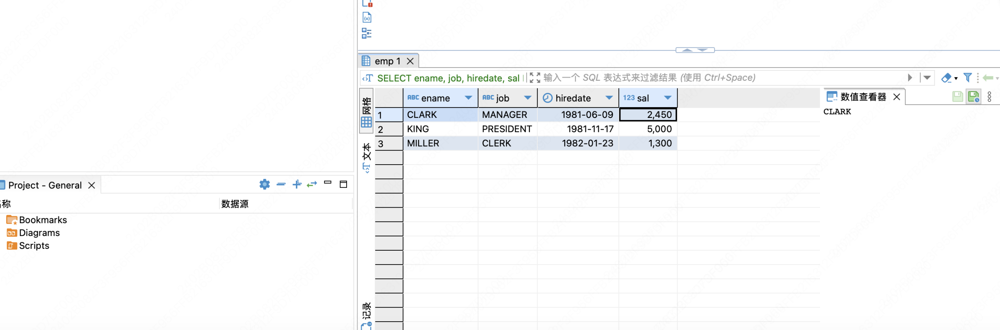 emp 1
SELECT ename, job, hiredate, sal
输入一个 SQL 表达式来过滤结果 (使用 Ctrl+Space)
网格
文本
记录
ABC ename ABC job hiredate 123 sal
1 CLARK MANAGER 1981-06-09 2,450
2 KING PRESIDENT 1981-11-17 5,000
3 MILLER CLERK 1982-01-23 1,300
数值查看器
CLARK
Project - General
称 数据源
Bookmarks
Diagrams
Scripts